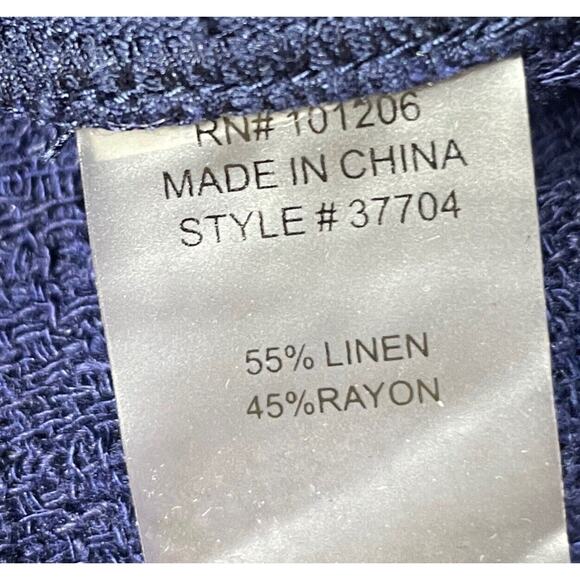 RN# 101206
MADE IN CHINA
STYLE # 37704
55% LINEN
45%RAYON